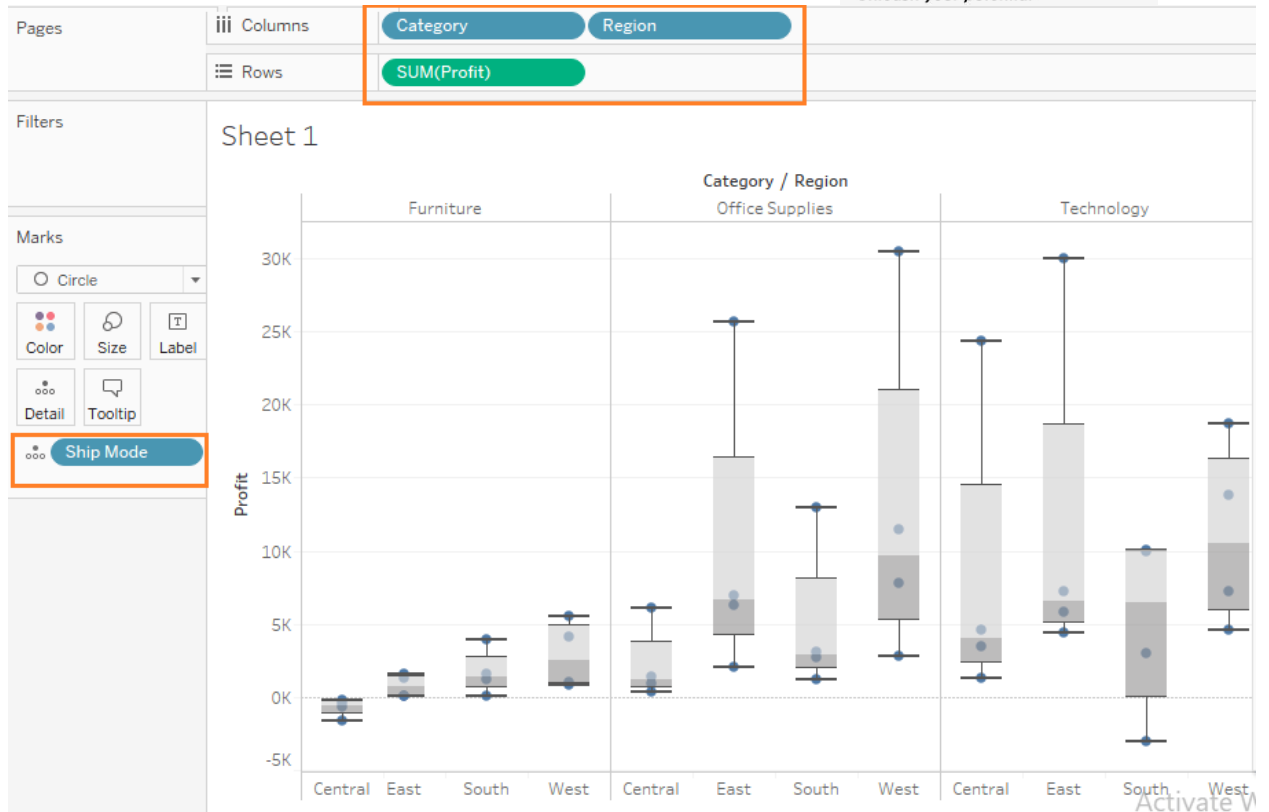 Pages
Columns
Category
Region
Rows
SUM(Profit)
Filters
Sheet 1
Category / Region
Furniture
Office Supplies
Technology
Marks
Circle
Color
Size
Label
Detail
Tooltip
Ship Mode
Profit
30K
25K
20K
15K
10K
5K
0K
-5K
Central East South West Central East South West Central East South West
Activate